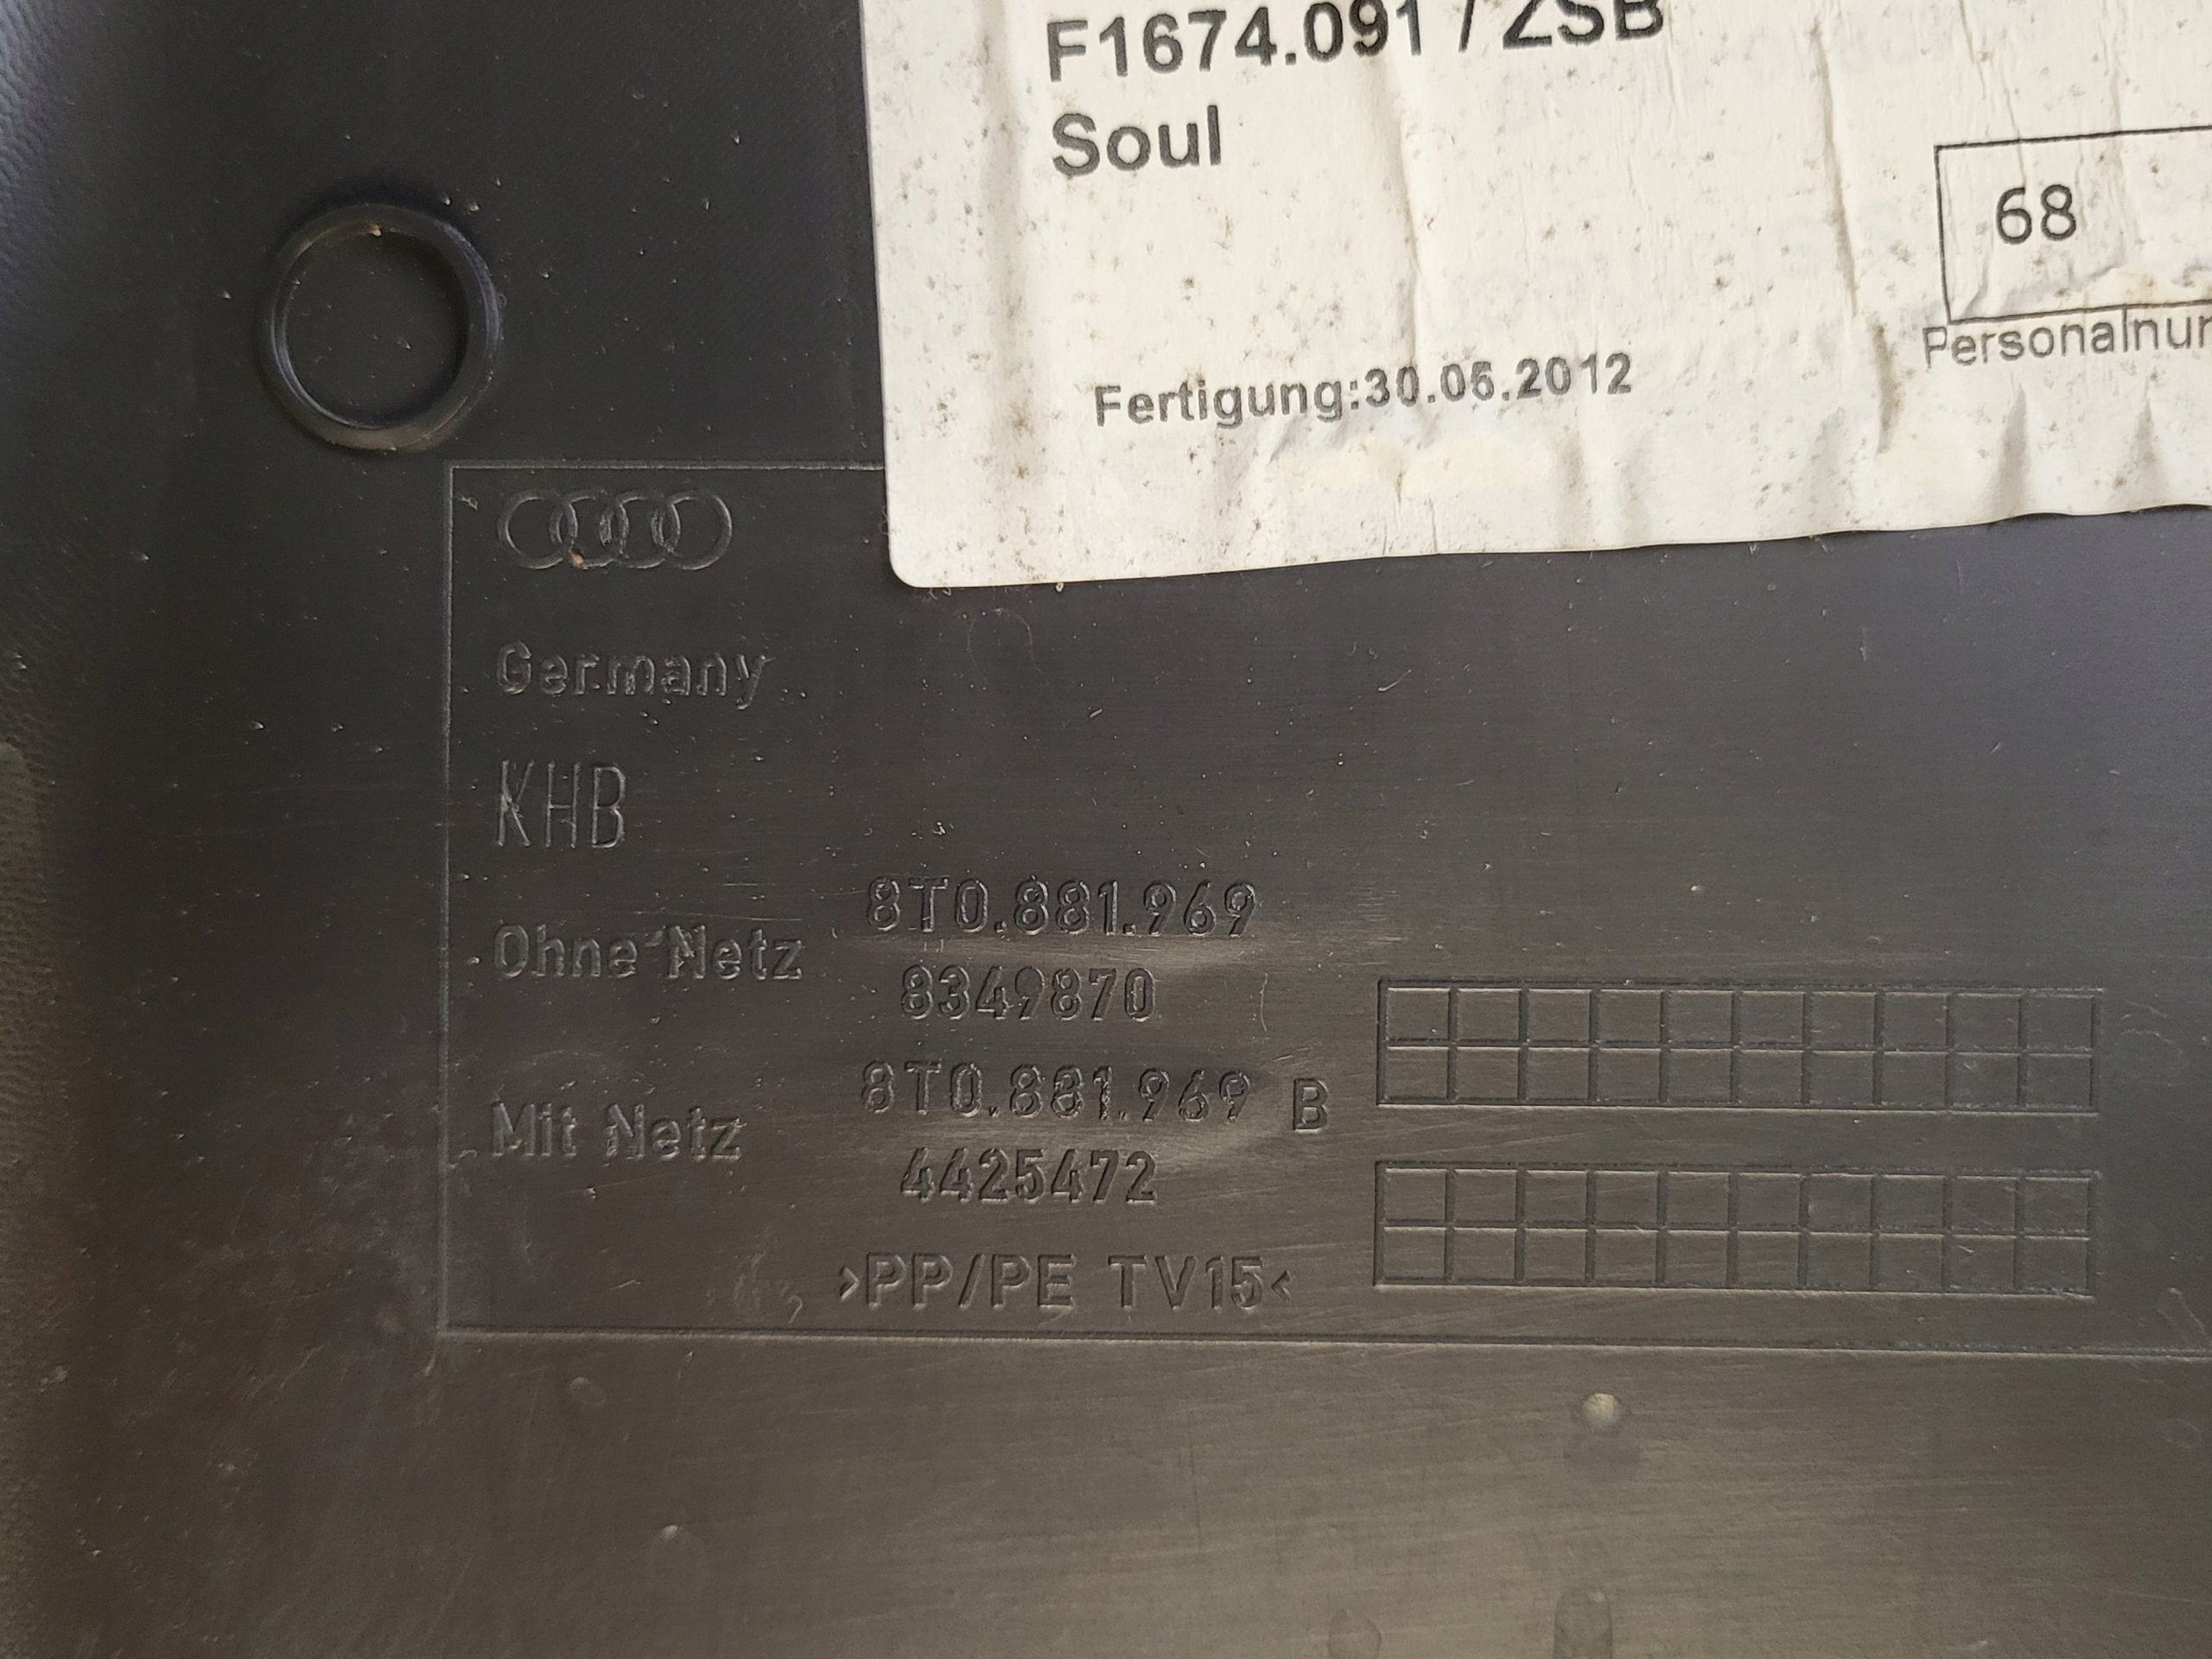 F1674.091 / ZSB
Soul
68
Fertigung:30.06.2012
Germany
KHB
8T0.881.969
Ohne Netz
8349870
8T0.881.969 B
Mit Netz
4425472
>PP/PE TV15<